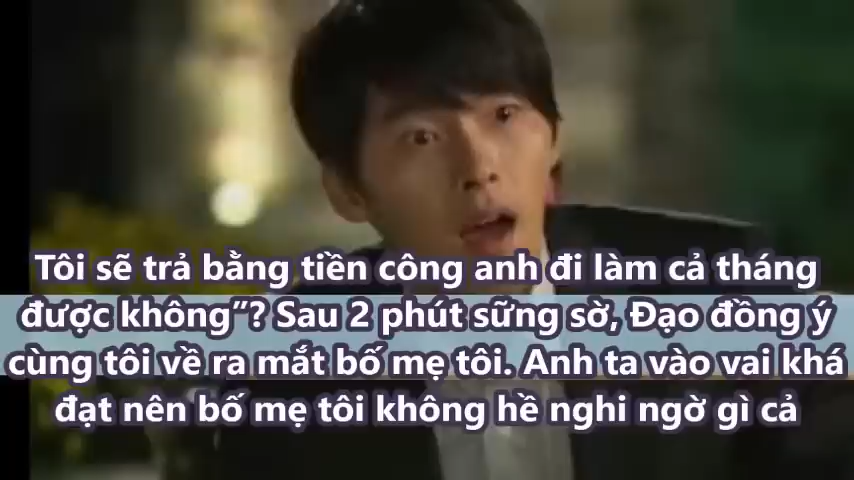 Tôi sẽ trả bằng tiền công anh đi làm cả tháng
được không”? Sau 2 phút sững sờ, Đạo đồng ý
cùng tôi về ra mắt bố mẹ tôi. Anh ta vào vai khá
đạt nên bố mẹ tôi không hề nghi ngờ gì cả